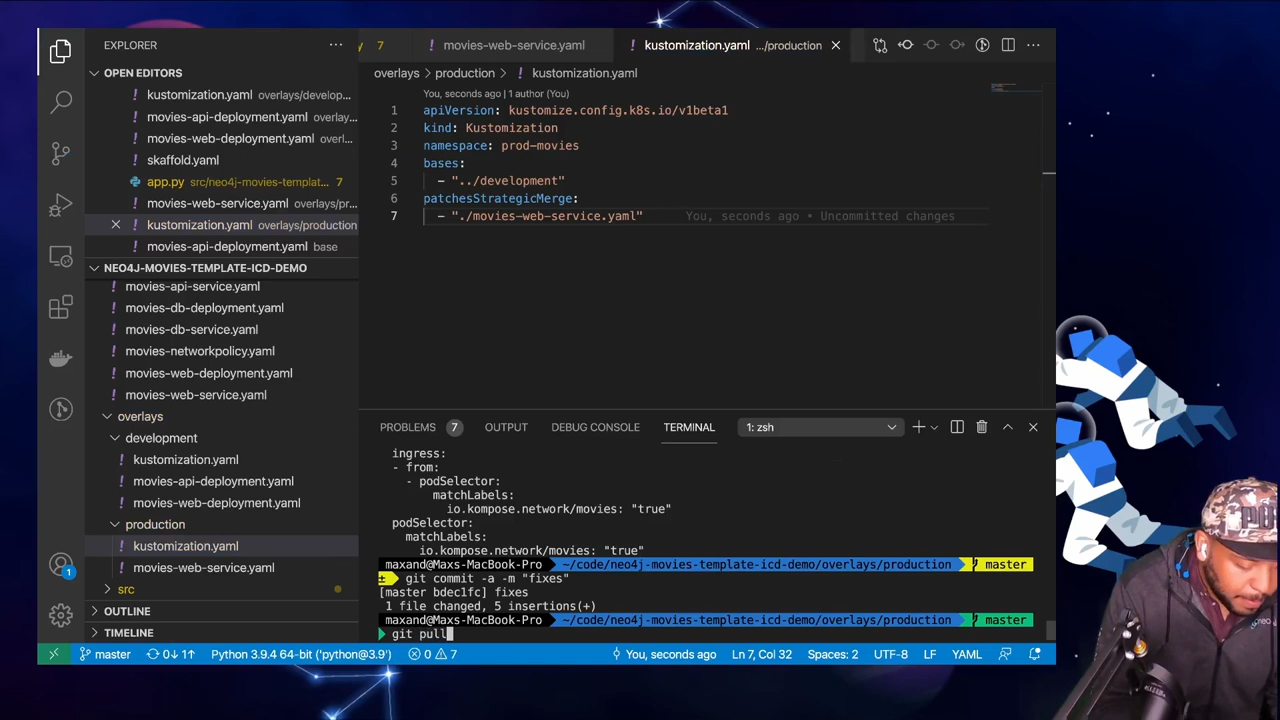 EXPLORER
···
OPEN EDITORS
kustomization.yaml overlays/develop...
movies-api-deployment.yaml overlay...
movies-web-deployment.yaml overl...
skaffold.yaml
app.py src/neo4j-movies-templat... 7
movies-web-service.yaml overlays/pr...
kustomization.yaml overlays/production
movies-api-deployment.yaml base
NEO4J-MOVIES-TEMPLATE-ICD-DEMO
movies-api-service.yaml
movies-db-deployment.yaml
movies-db-service.yaml
movies-networkpolicy.yaml
movies-web-deployment.yaml
movies-web-service.yaml
overlays
development
kustomization.yaml
movies-api-deployment.yaml
movies-web-deployment.yaml
production
kustomization.yaml
movies-web-service.yaml
src
OUTLINE
TIMELINE
1
y 7
movies-web-service.yaml
kustomization.yaml .../production
overlays > production > ! kustomization.yaml
You, seconds ago | 1 author (You)
1 apiVersion: kustomize.config.k8s.io/v1beta1
2 kind: Kustomization
3 namespace: prod-movies
4 bases:
5 - "../development"
6 patchesStrategicMerge:
7 - "./movies-web-service.yaml" You, seconds ago • Uncommitted changes
PROBLEMS 7 OUTPUT DEBUG CONSOLE TERMINAL 1: zsh
ingress:
- from:
- podSelector:
matchLabels:
io.kompose.network/movies: "true"
podSelector:
matchLabels:
io.kompose.network/movies: "true"
maxand@Maxs-MacBook-Pro ~/code/neo4j-movies-template-icd-demo/overlays/production master
± git commit -a -m "fixes"
[master bdec1fc] fixes
1 file changed, 5 insertions(+)
maxand@Maxs-MacBook-Pro ~/code/neo4j-movies-template-icd-demo/overlays/production master
git pull
master 0↓ 1↑ Python 3.9.4 64-bit ('python@3.9') 0 7 You, seconds ago Ln 7, Col 32 Spaces: 2 UTF-8 LF YAML